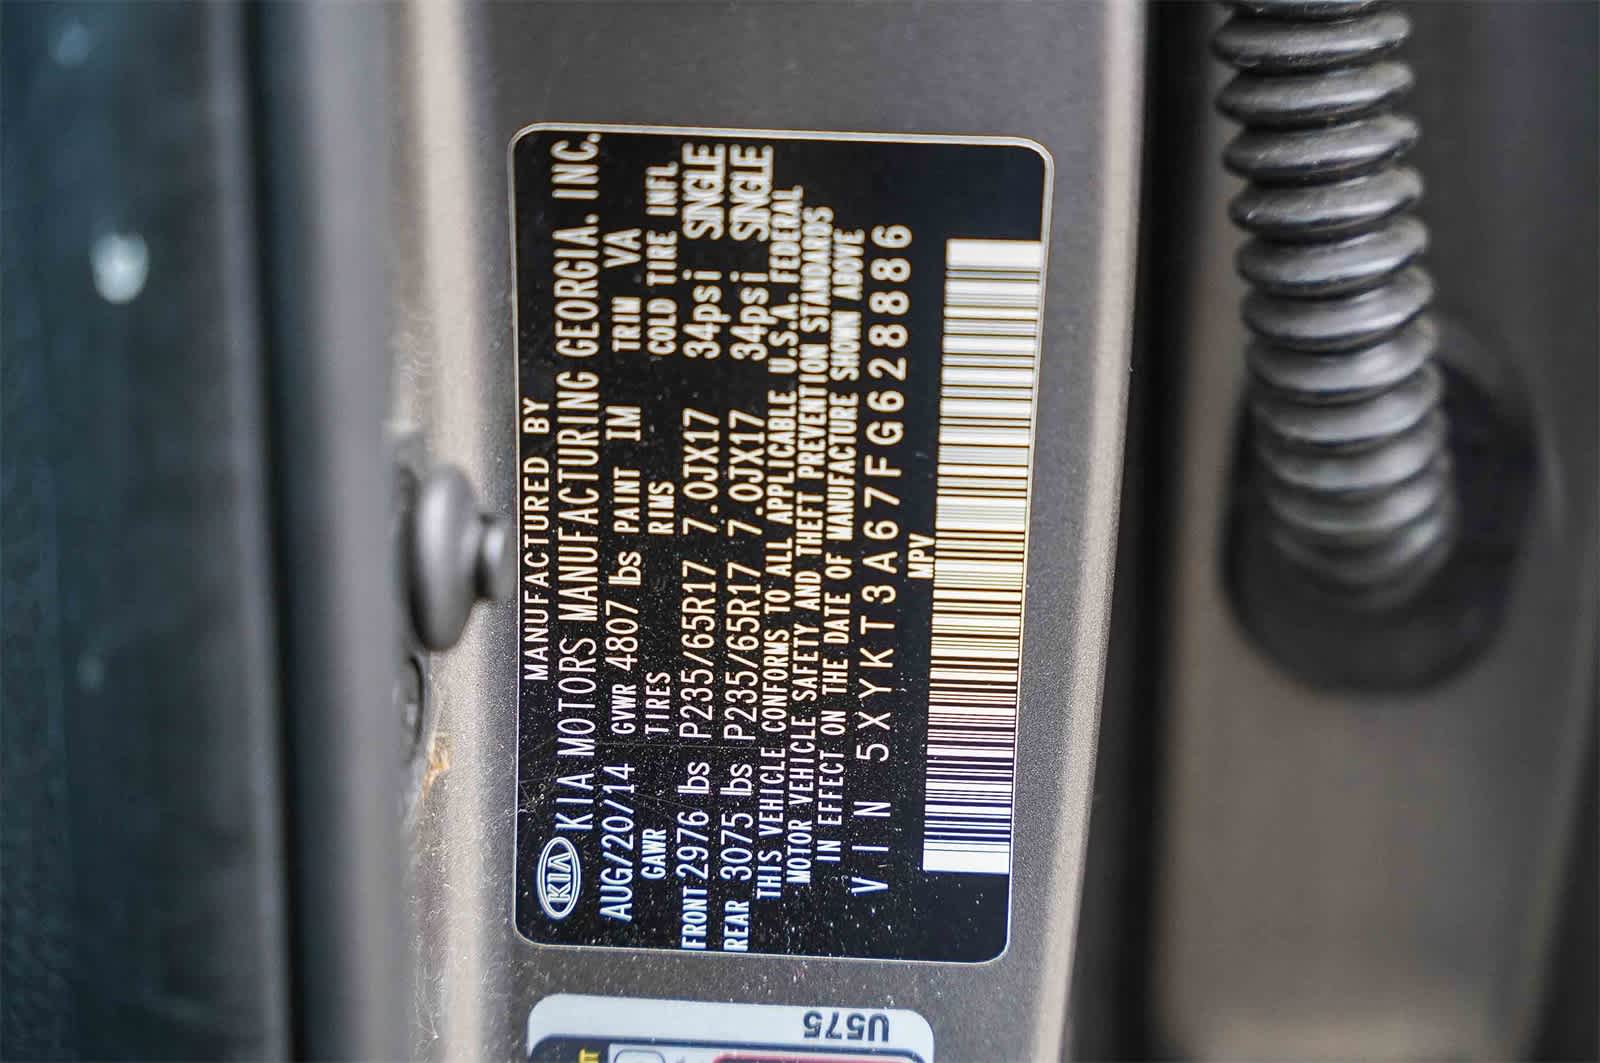 MANUFACTURED BY
KIA KIA MOTORS MANUFACTURING GEORGIA. INC.
AUG/20/14 GVWR 4807 lbs PAINT IM TRIM VA
GAWR TIRES RIMS COLD TIRE INFL
FRONT 2976 lbs P235/65R17 7.0JX17 34psi SINGLE
REAR 3075 lbs P235/65R17 7.0JX17 34psi SINGLE
THIS VEHICLE CONFORMS TO ALL APPLICABLE U.S.A. FEDERAL
MOTOR VEHICLE SAFETY AND THEFT PREVENTION STANDARDS
IN EFFECT ON THE DATE OF MANUFACTURE SHOWN ABOVE
VIN 5XYKT3A67FG628886
MPV
U575